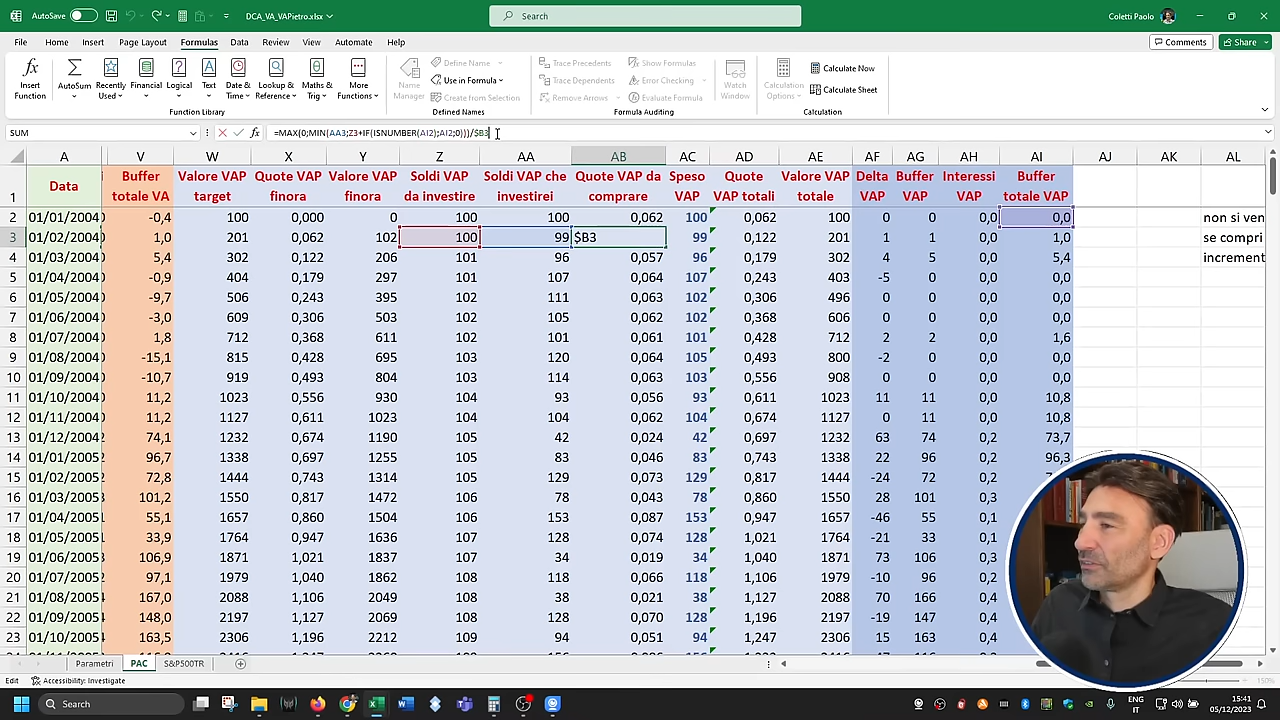 AutoSave DCA_VA_VAPietro.xlsx Search Coletti Paolo
File Home Insert Page Layout Formulas Data Review View Automate Help Comments Share
Insert Function AutoSum Recently Used Financial Logical Text Date & Time Lookup & Reference Maths & Trig More Functions Name Manager Define Name Use in Formula Create from Selection Trace Precedents Trace Dependents Remove Arrows Show Formulas Error Checking Evaluate Formula Watch Window Calculation Options Calculate Now Calculate Sheet
Function Library Defined Names Formula Auditing Calculation
SUM =MAX(0;MIN(AA3;Z3+IF(ISNUMBER(AI2);AI2;0)))/$B3
A V W X Y Z AA AB AC AD AE AF AG AH AI AJ AK AL
1 Data Buffer totale VA Valore VAP target Quote VAP finora Valore VAP finora Soldi VAP da investire Soldi VAP che investirei Quote VAP da comprare Speso VAP Quote VAP totali Valore VAP totale Delta VAP Buffer VAP Interessi VAP Buffer totale VAP
2 01/01/2004 -0,4 100 0,000 0 100 100 0,062 100 0,062 100 0 0 0,0 0,0 non si ven
3 01/02/2004 1,0 201 0,062 102 100 99 $B3 99 0,122 201 1 1 0,0 1,0 se compri
4 01/03/2004 5,4 302 0,122 206 101 96 0,057 96 0,179 302 4 5 0,0 5,4 increment
5 01/04/2004 -0,9 404 0,179 297 101 107 0,064 107 0,243 403 -5 0 0,0 0,0
6 01/05/2004 -9,7 506 0,243 395 102 111 0,063 102 0,306 496 0 0 0,0 0,0
7 01/06/2004 -3,0 609 0,306 503 102 105 0,062 102 0,368 606 0 0 0,0 0,0
8 01/07/2004 1,8 712 0,368 611 102 101 0,061 101 0,428 712 2 2 0,0 1,6
9 01/08/2004 -15,1 815 0,428 695 103 120 0,064 105 0,493 800 -2 0 0,0 0,0
10 01/09/2004 -10,7 919 0,493 804 103 114 0,063 103 0,556 908 0 0 0,0 0,0
11 01/10/2004 11,2 1023 0,556 930 104 93 0,056 93 0,611 1023 11 11 0,0 10,8
12 01/11/2004 11,2 1127 0,611 1023 104 104 0,062 104 0,674 1127 0 11 0,0 10,8
13 01/12/2004 74,1 1232 0,674 1190 105 42 0,024 42 0,697 1232 63 74 0,2 73,7
14 01/01/2005 96,7 1338 0,697 1255 105 83 0,046 83 0,743 1338 22 96 0,2 96,3
15 01/02/2005 72,8 1444 0,743 1314 105 129 0,073 129 0,817 1444 -24 72 0,2
16 01/03/2005 101,2 1550 0,817 1472 106 78 0,043 78 0,860 1550 28 101 0,3
17 01/04/2005 55,1 1657 0,860 1504 106 153 0,087 153 0,947 1657 -46 55 0,1
18 01/05/2005 33,9 1764 0,947 1636 107 128 0,074 128 1,021 1764 -21 33 0,1
19 01/06/2005 106,9 1871 1,021 1837 107 34 0,019 34 1,040 1871 73 106 0,3
20 01/07/2005 97,1 1979 1,040 1862 108 118 0,066 118 1,106 1979 -10 96 0,2
21 01/08/2005 167,0 2088 1,106 2049 108 38 0,021 38 1,127 2088 70 166 0,4
22 01/09/2005 148,0 2197 1,127 2069 108 128 0,070 128 1,197 2197 -19 147 0,4
23 01/10/2005 163,5 2306 1,196 2212 109 94 0,051 94 1,247 2306 15 163 0,4
Parametri PAC S&P500TR
Edit Accessibility: Investigate 150%
Search ENG IT 15:41 05/12/2023